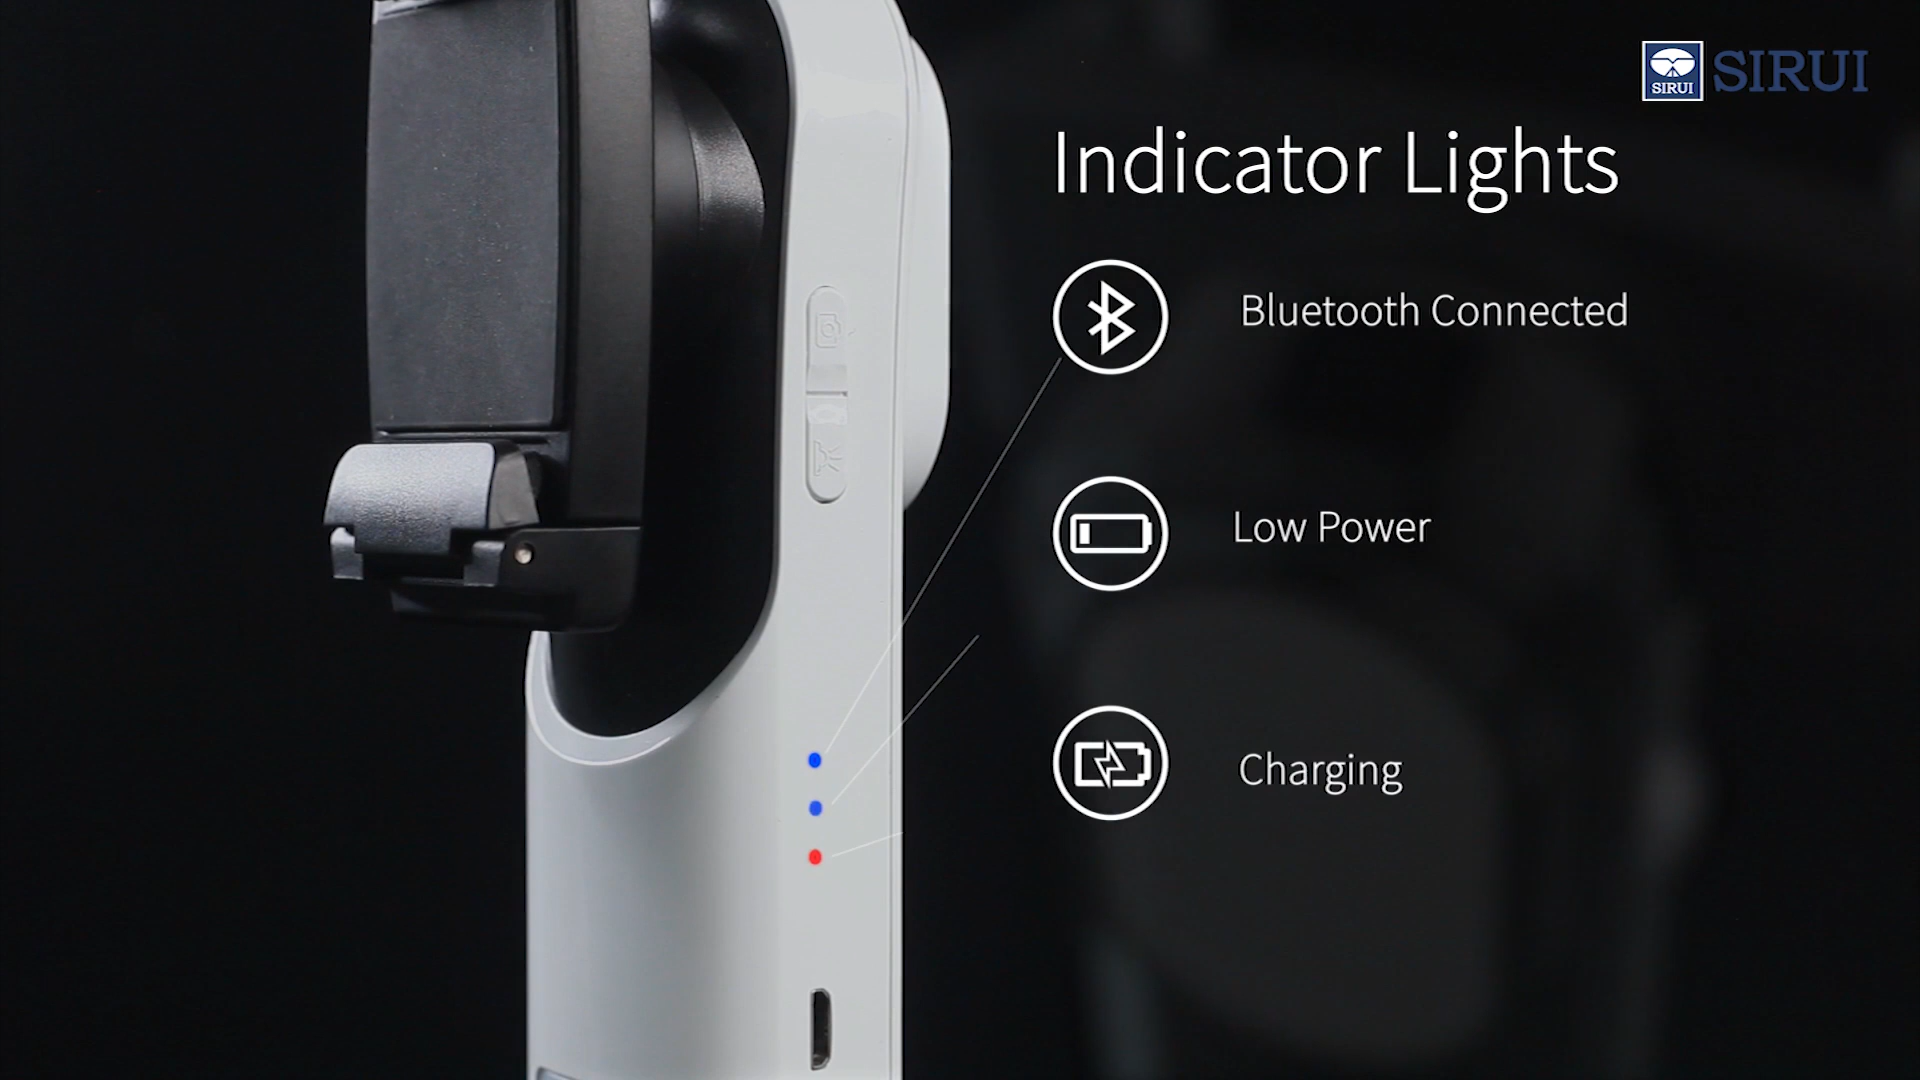 SIRUI SIRUI
Indicator Lights
Bluetooth Connected
Low Power
Charging